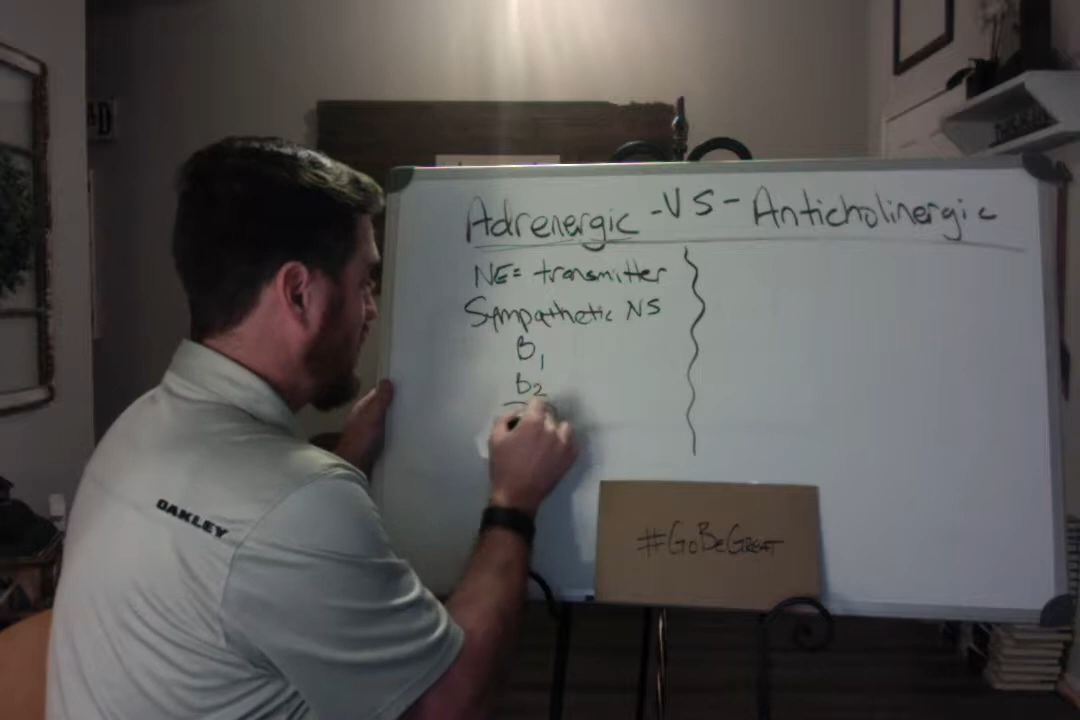 Adrenergic -VS- Anticholinergic
NE= transmitter
Sympathetic NS
B1
B2
#GoBeGreat
OAKLEY